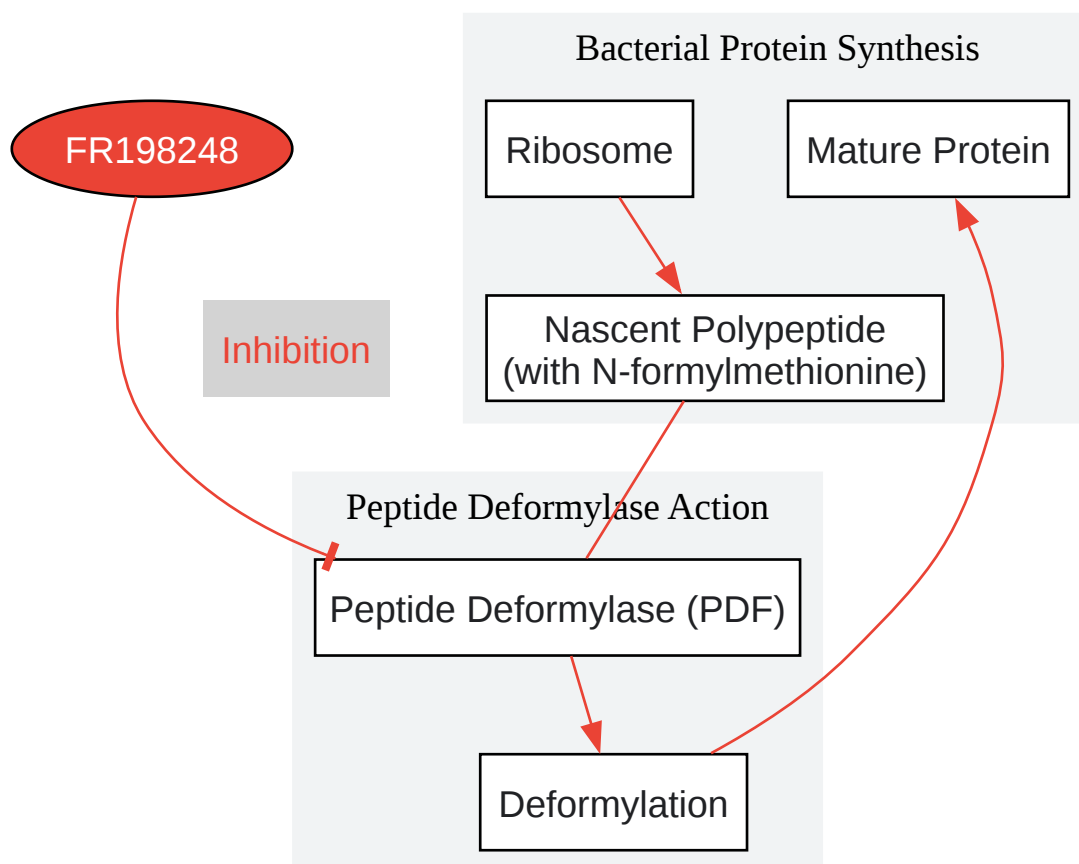 Bacterial Protein Synthesis
FR198248
Ribosome
Mature Protein
Inhibition
Nascent Polypeptide
(with N-formylmethionine)
Peptide Deformylase Action
Peptide Deformylase (PDF)
Deformylation